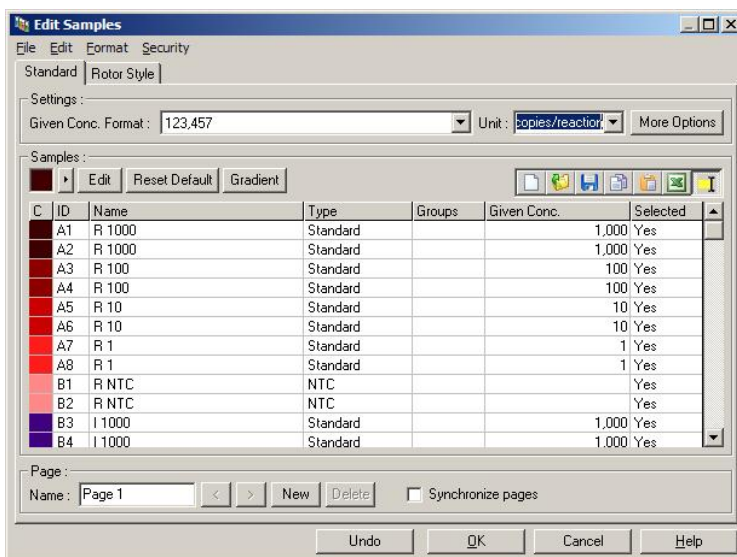 Edit Samples
File Edit Format Security
Standard Rotor Style
Settings :
Given Conc. Format : 123,457 Unit : copies/reaction More Options
Samples :
Edit Reset Default Gradient
C ID Name Type Groups Given Conc. Selected
A1 R 1000 Standard 1,000 Yes
A2 R 1000 Standard 1,000 Yes
A3 R 100 Standard 100 Yes
A4 R 100 Standard 100 Yes
A5 R 10 Standard 10 Yes
A6 R 10 Standard 10 Yes
A7 R 1 Standard 1 Yes
A8 R 1 Standard 1 Yes
B1 R NTC NTC Yes
B2 R NTC NTC Yes
B3 I 1000 Standard 1,000 Yes
B4 I 1000 Standard 1,000 Yes
Page :
Name : Page 1 < > New Delete Synchronize pages
Undo OK Cancel Help